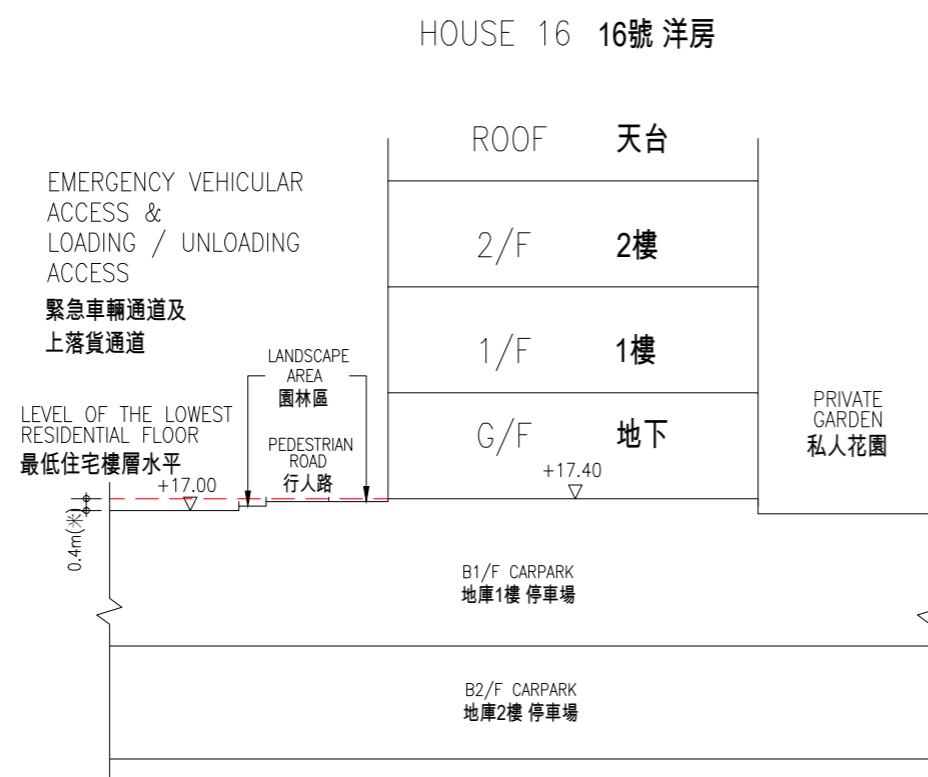 HOUSE 16 16號 洋房
ROOF 天台
EMERGENCY VEHICULAR
ACCESS &
LOADING / UNLOADING
ACCESS
緊急車輛通道及
上落貨通道
2/F 2樓
1/F 1樓
LANDSCAPE
AREA
園林區
LEVEL OF THE LOWEST
RESIDENTIAL FLOOR
最低住宅樓層水平
PEDESTRIAN
ROAD
行人路
G/F 地下
PRIVATE
GARDEN
私人花園
+17.00
+17.40
0.4m(米)
B1/F CARPARK
地庫1樓 停車場
B2/F CARPARK
地庫2樓 停車場